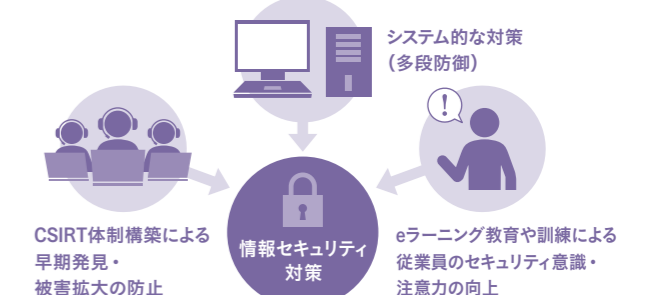 システム的な対策
（多段防御）
!
CSIRT体制構築による
早期発見・
被害拡大の防止
情報セキュリティ
対策
eラーニング教育や訓練による
従業員のセキュリティ意識・
注意力の向上